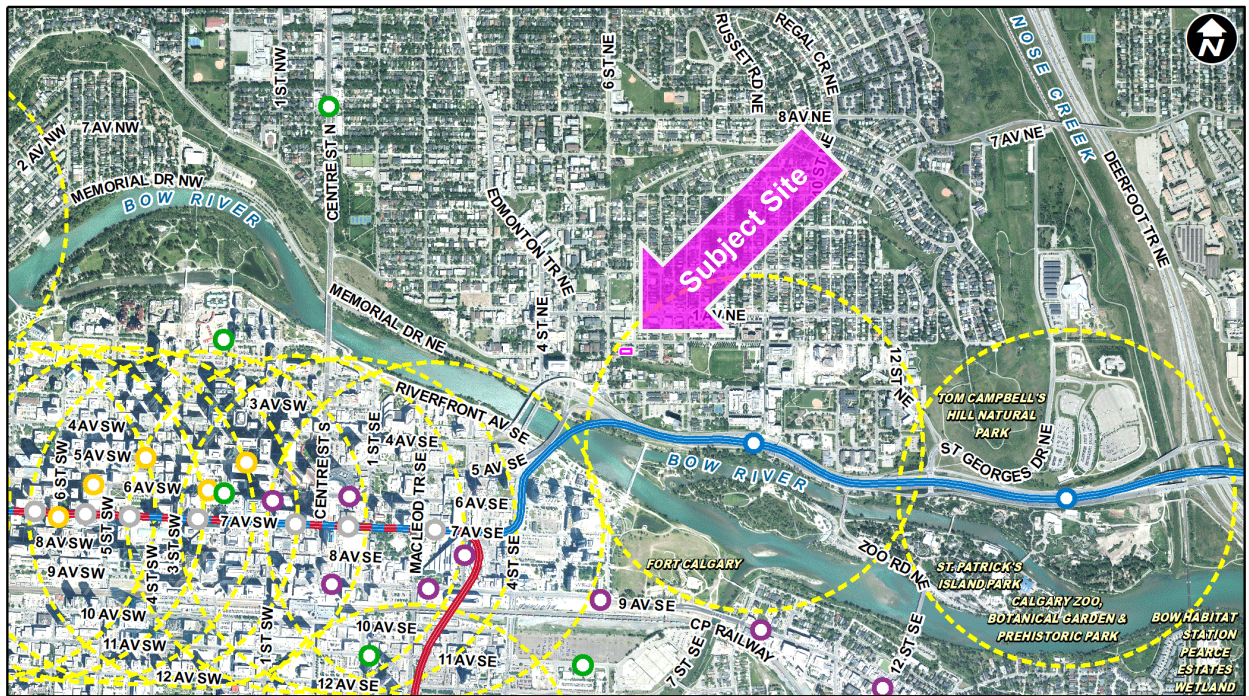 N
NOSE CREEK
REGAL CR NE
RUSSET RD NE
6 ST NE
1 ST NW
CENTRE ST N
8 AV NE
7 AV NE
7 AV NW
2 AV NW
MEMORIAL DR NW
BOW RIVER
DEERFOOT TR NE
EDMONTON TR NE
Subject Site
MEMORIAL DR NE
4 ST NE
12 ST NE
TOM CAMPBELL'S
HILL NATURAL
PARK
ST GEORGES DR NE
3 AV SW
RIVERFRONT AV SE
4 AV SW
5 AV SW
6 AV SW
6 ST SW
5 ST SW
4 ST SW
3 ST SW
1 ST SW
CENTRE ST S
1 ST SE
4 AV SE
5 AV SE
6 AV SE
MACLEOD TR SE
7 AV SW
7 AV SE
8 AV SW
8 AV SE
9 AV SW
4 ST SE
BOW RIVER
FORT CALGARY
ZOO RD NE
ST. PATRICK'S
ISLAND PARK
CALGARY ZOO,
BOTANICAL GARDEN &
PREHISTORIC PARK
BOW HABITAT
STATION
PEARCE
ESTATES
WETLAND
9 AV SE
CP RAILWAY
7 ST SE
12 ST SE
10 AV SW
10 AV SE
11 AV SW
11 AV SE
12 AV SW
12 AV SE